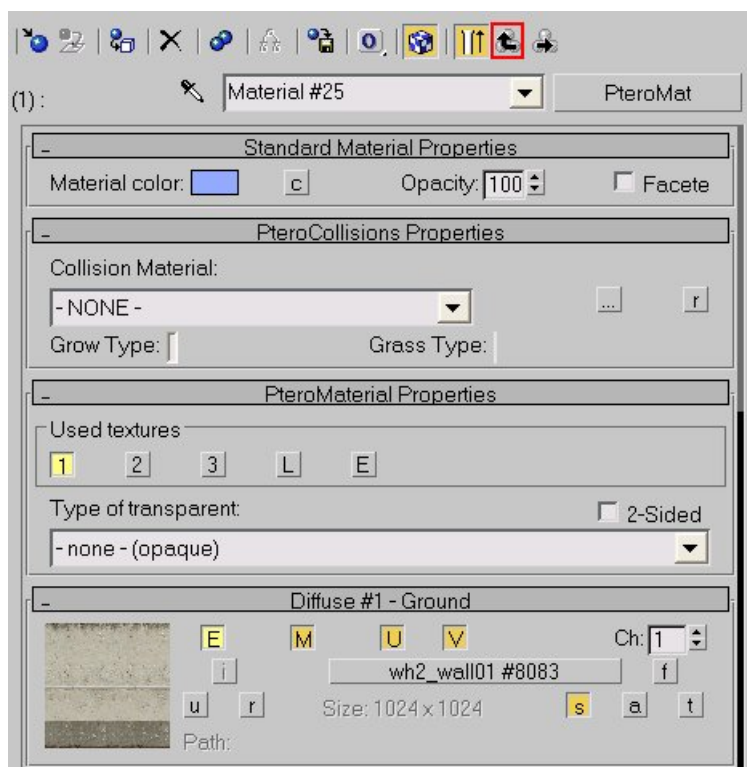 0
(1) : Material #25 PteroMat
- Standard Material Properties
Material color: c Opacity: 100 Facete
- PteroCollisions Properties
Collision Material:
- NONE - ... r
Grow Type: Grass Type:
- PteroMaterial Properties
Used textures
1 2 3 L E
Type of transparent: 2-Sided
- none - (opaque)
- Diffuse #1 - Ground
E M U V Ch: 1
i wh2_wall01 #8083 f
u r Size: 1024 x 1024 s a t
Path: